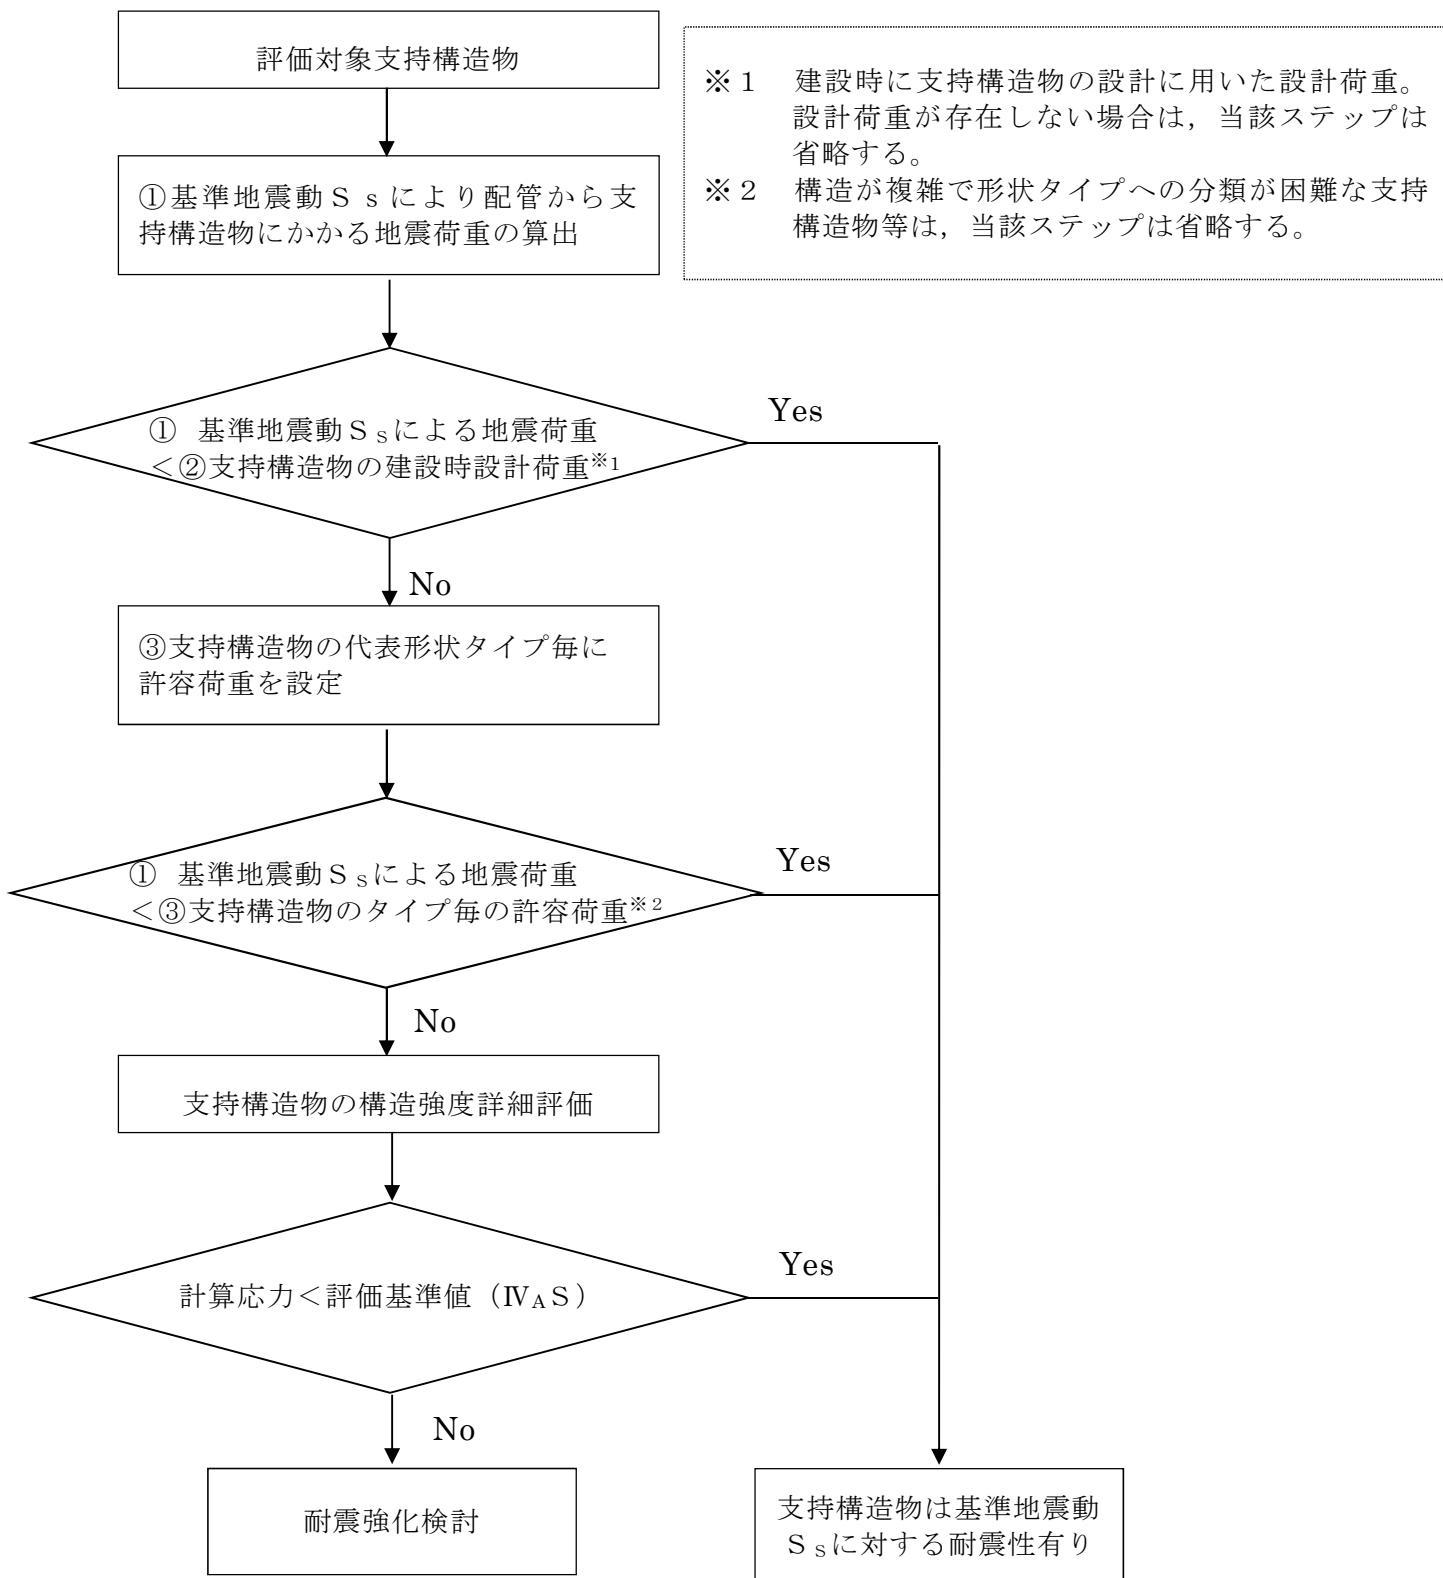 評価対象支持構造物
※1 建設時に支持構造物の設計に用いた設計荷重。
設計荷重が存在しない場合は，当該ステップは
省略する。
※2 構造が複雑で形状タイプへの分類が困難な支持
構造物等は，当該ステップは省略する。
①基準地震動Ｓｓにより配管から支
持構造物にかかる地震荷重の算出
① 基準地震動Ｓsによる地震荷重
＜②支持構造物の建設時設計荷重※1
Yes
No
③支持構造物の代表形状タイプ毎に
許容荷重を設定
① 基準地震動Ｓsによる地震荷重
＜③支持構造物のタイプ毎の許容荷重※2
Yes
No
支持構造物の構造強度詳細評価
計算応力＜評価基準値（ⅣAＳ）
Yes
No
耐震強化検討
支持構造物は基準地震動
Ｓsに対する耐震性有り